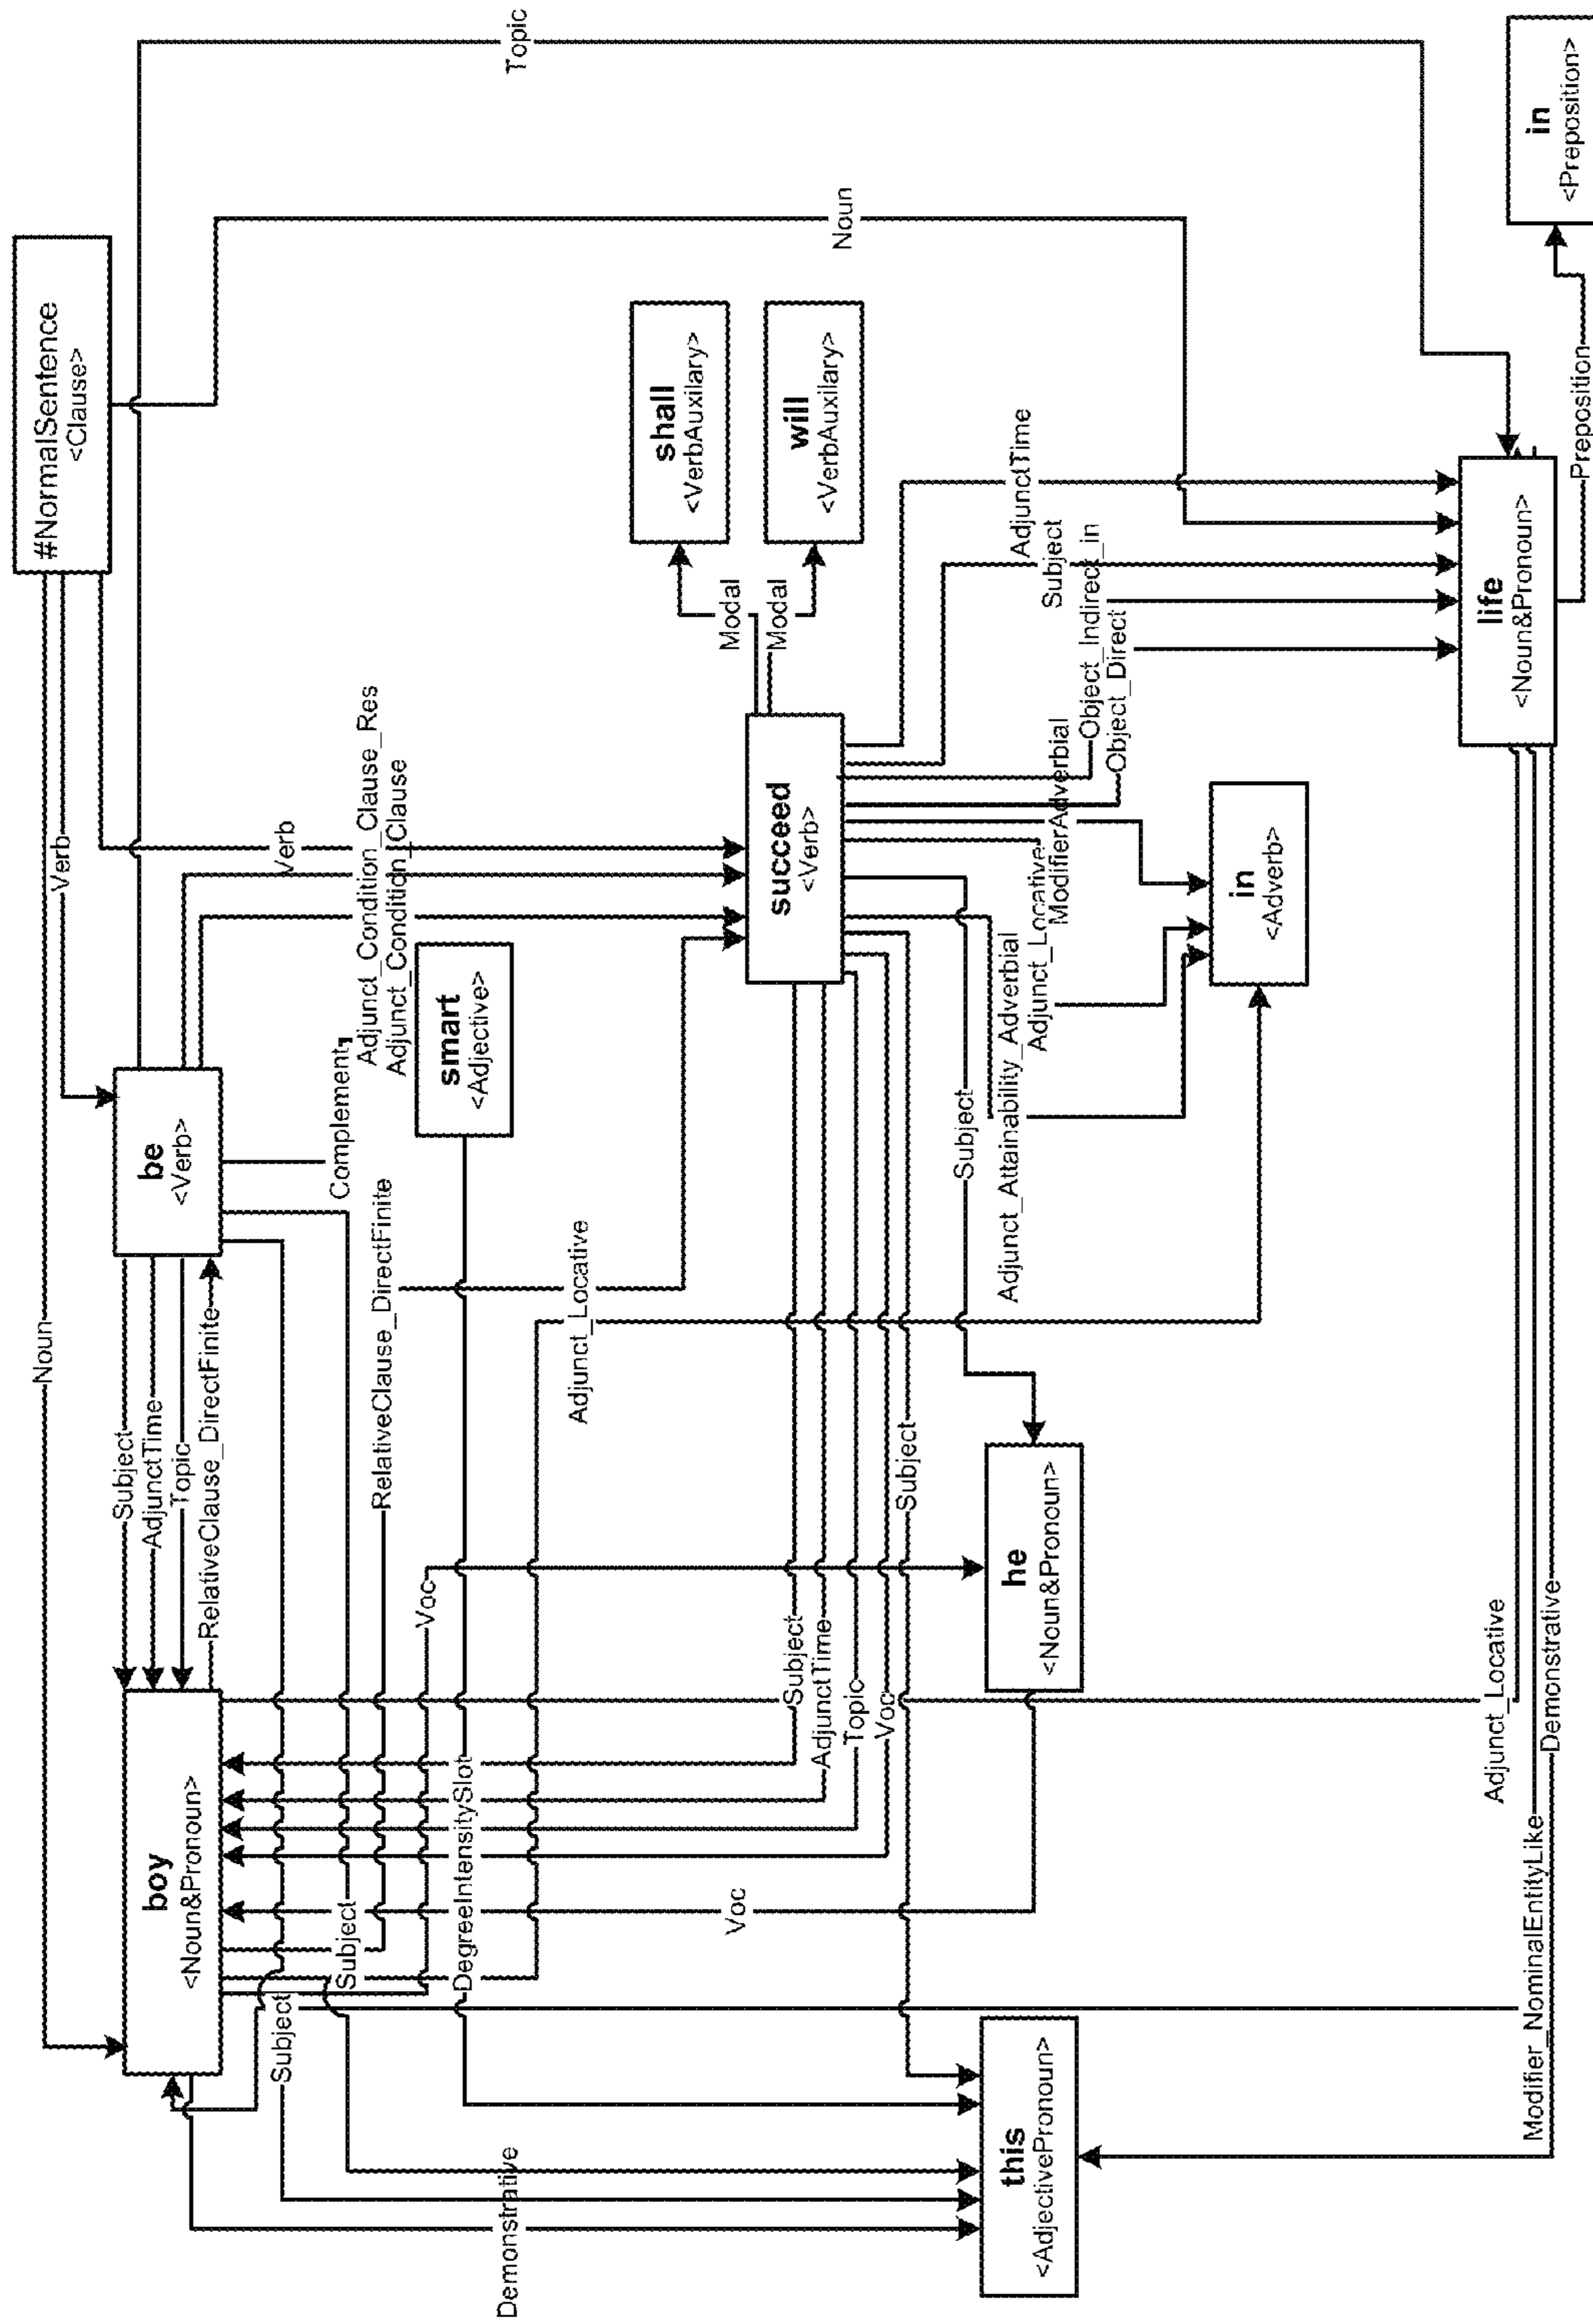 #NormalSentence
<Clause>
Noun
Verb
Verb
Noun
Topic
be
<Verb>
boy
<Noun&Pronoun>
Subject
AdjunctTime
Topic
RelativeClause_DirectFinite
Complement
Adjunct_Condition_Clause_Res
Adjunct_Condition_Clause
smart
<Adjective>
shall
<VerbAuxilary>
will
<VerbAuxilary>
Modal
Modal
succeed
<Verb>
RelativeClause_DirectFinite
Adjunct_Locative
Subject
Subject
Voc
DegreeIntensitySlot
Demonstrative
Voc
Subject
AdjunctTime
Topic
Voc
Subject
Subject
Adjunct_Attainability_Adverbial
Adjunct_Locative
ModifierAdverbial
Object_Direct
Object_Indirect_in
Subject
AdjunctTime
this
<AdjectivePronoun>
he
<Noun&Pronoun>
in
<Adverb>
life
<Noun&Pronoun>
in
<Preposition>
Preposition
Adjunct_Locative
Modifier_NominalEntityLike
Demonstrative